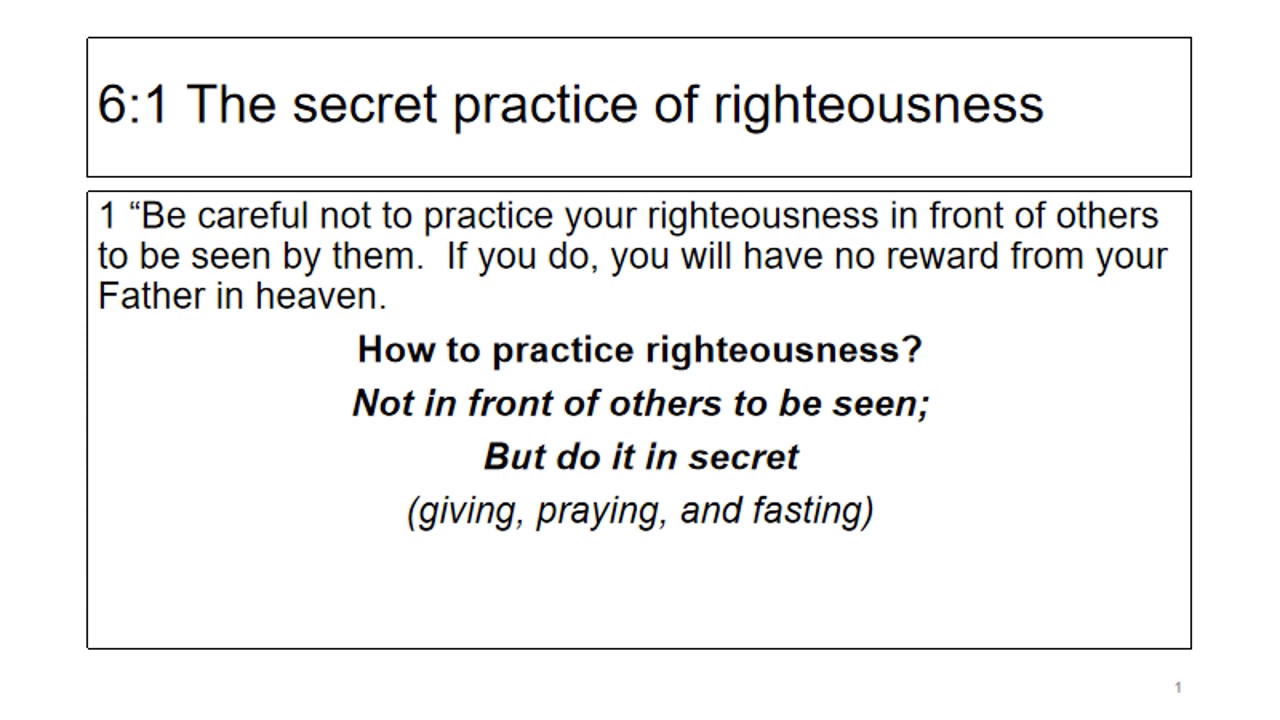 6:1 The secret practice of righteousness
1 “Be careful not to practice your righteousness in front of others
to be seen by them.  If you do, you will have no reward from your
Father in heaven.
How to practice righteousness?
Not in front of others to be seen;
But do it in secret
(giving, praying, and fasting)
1